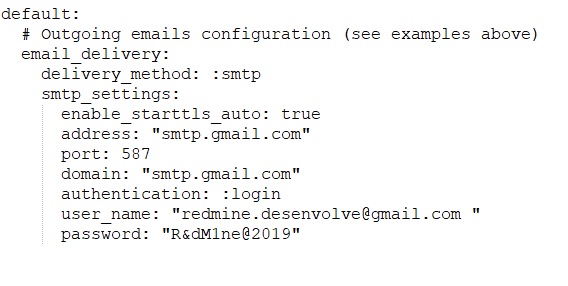 default:
# Outgoing emails configuration (see examples above)
email_delivery:
delivery_method: :smtp
smtp_settings:
enable_starttls_auto: true
address: "smtp.gmail.com"
port: 587
domain: "smtp.gmail.com"
authentication: :login
user_name: "redmine.desenvolve@gmail.com "
password: "R&dM1ne@2019"